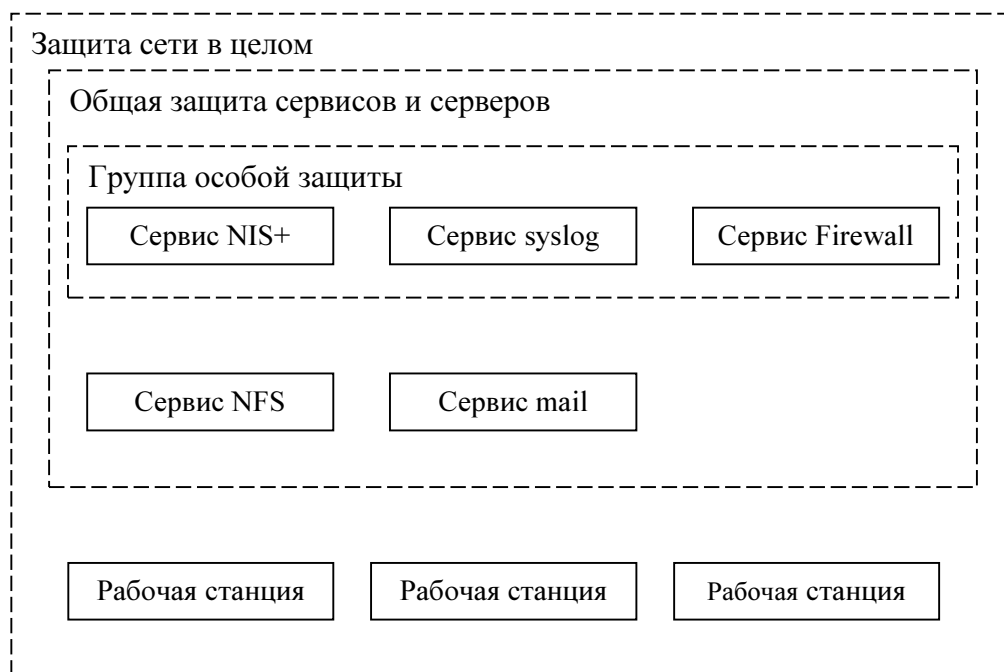 Защита сети в целом
Общая защита сервисов и серверов
Группа особой защиты
Сервис NIS+ Сервис syslog Сервис Firewall
Сервис NFS Сервис mail
Рабочая станция Рабочая станция Рабочая станция